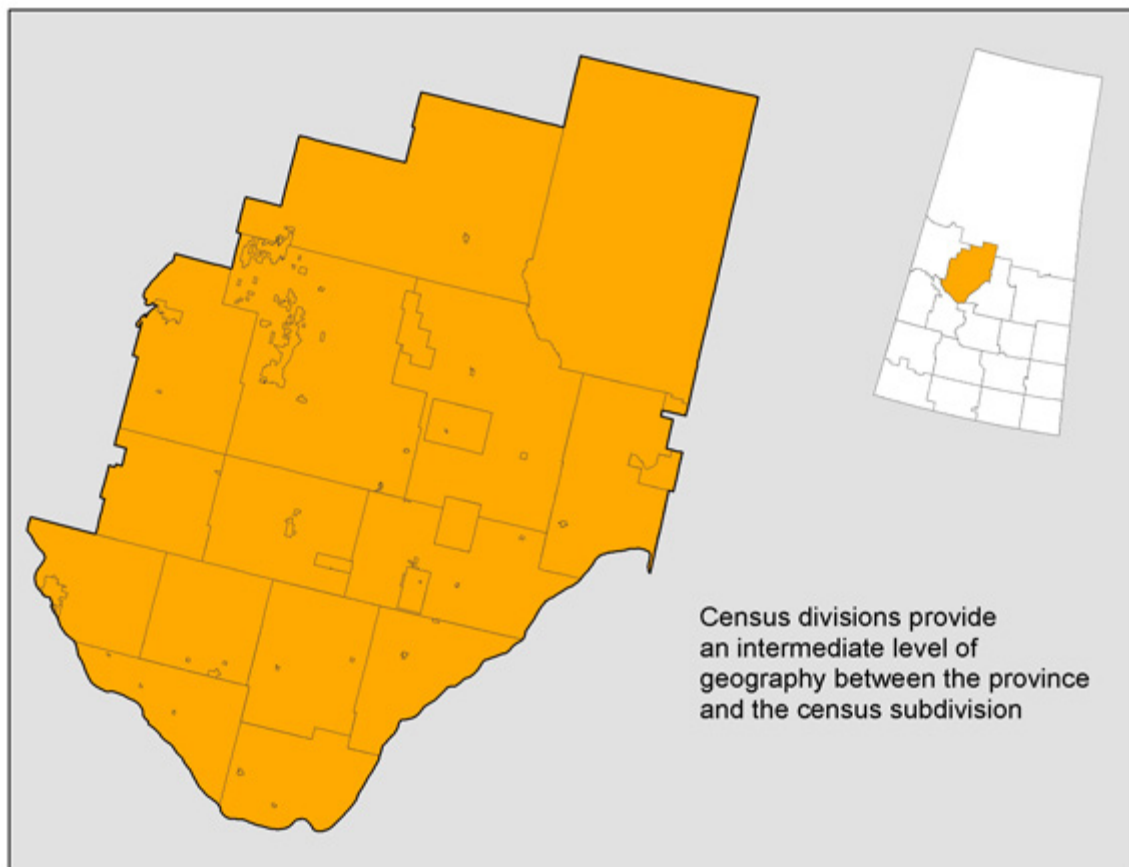 Census divisions provide
an intermediate level of
geography between the province
and the census subdivision